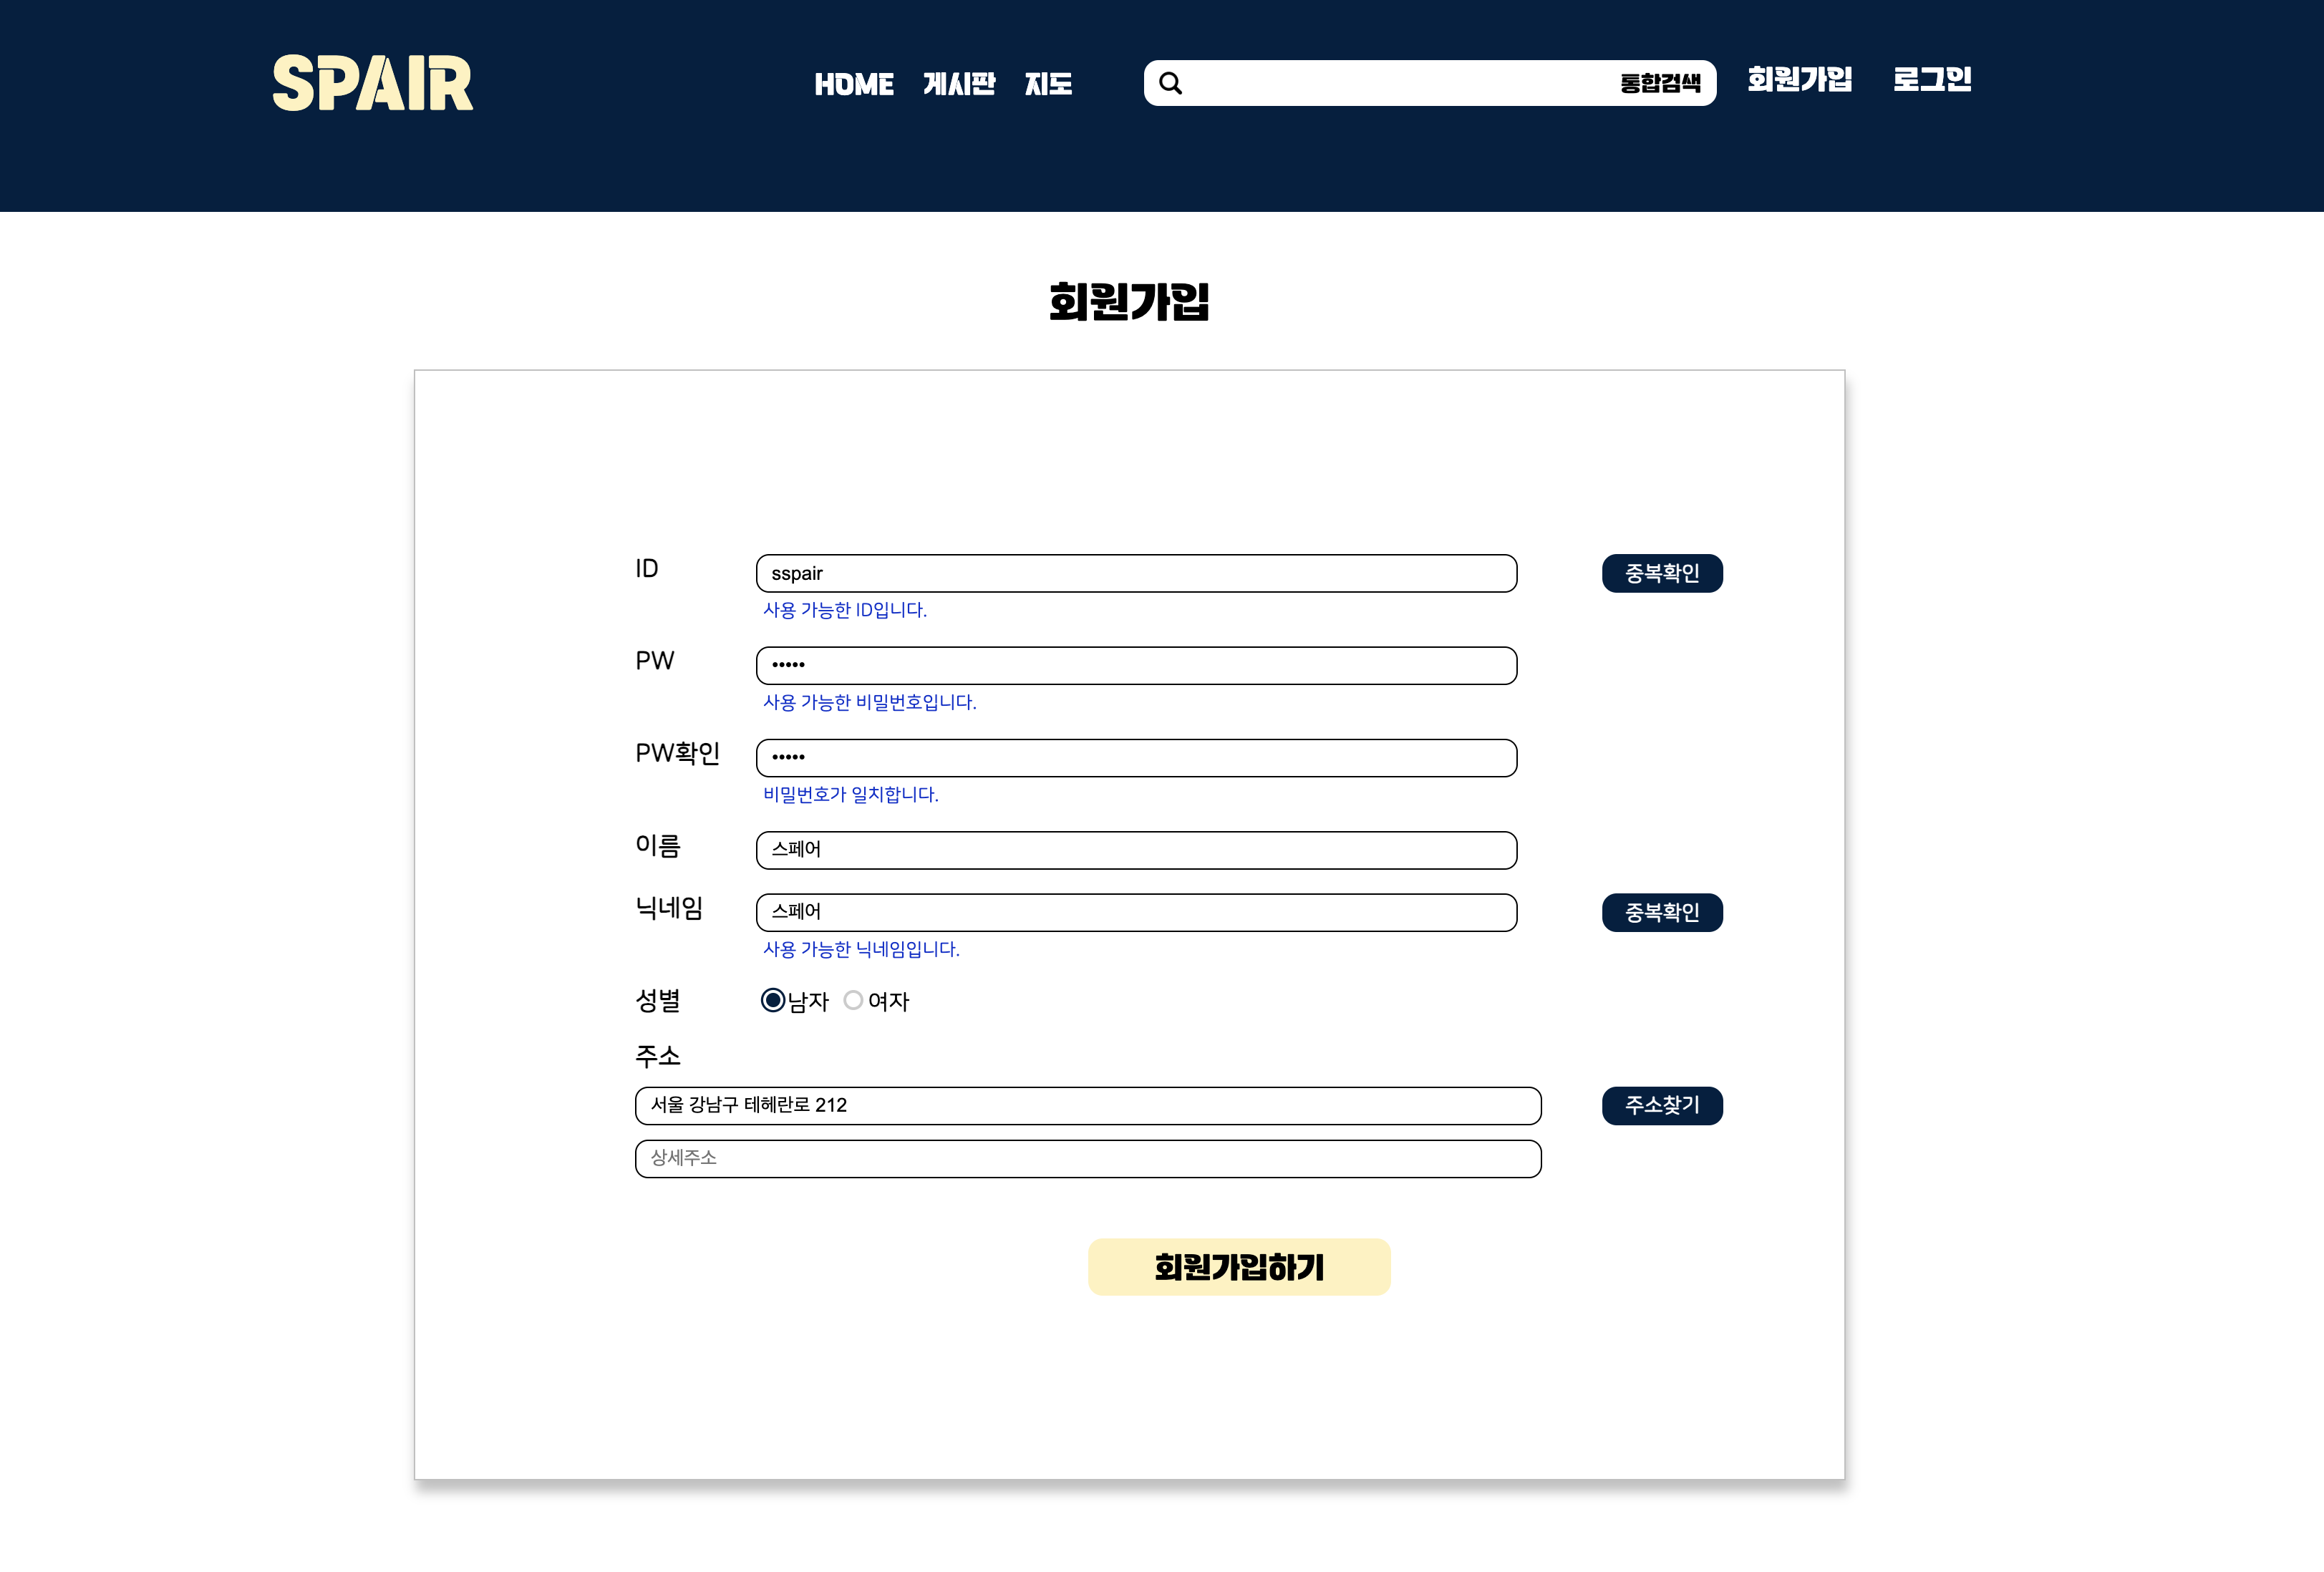 SPAIR
HOME 게시판 지도 통합검색 회원가입 로그인
회원가입
ID sspair 중복확인
사용 가능한 ID입니다.
PW •••••
사용 가능한 비밀번호입니다.
PW확인 •••••
비밀번호가 일치합니다.
이름 스페어
닉네임 스페어 중복확인
사용 가능한 닉네임입니다.
성별 남자 여자
주소
서울 강남구 테헤란로 212 주소찾기
상세주소
회원가입하기